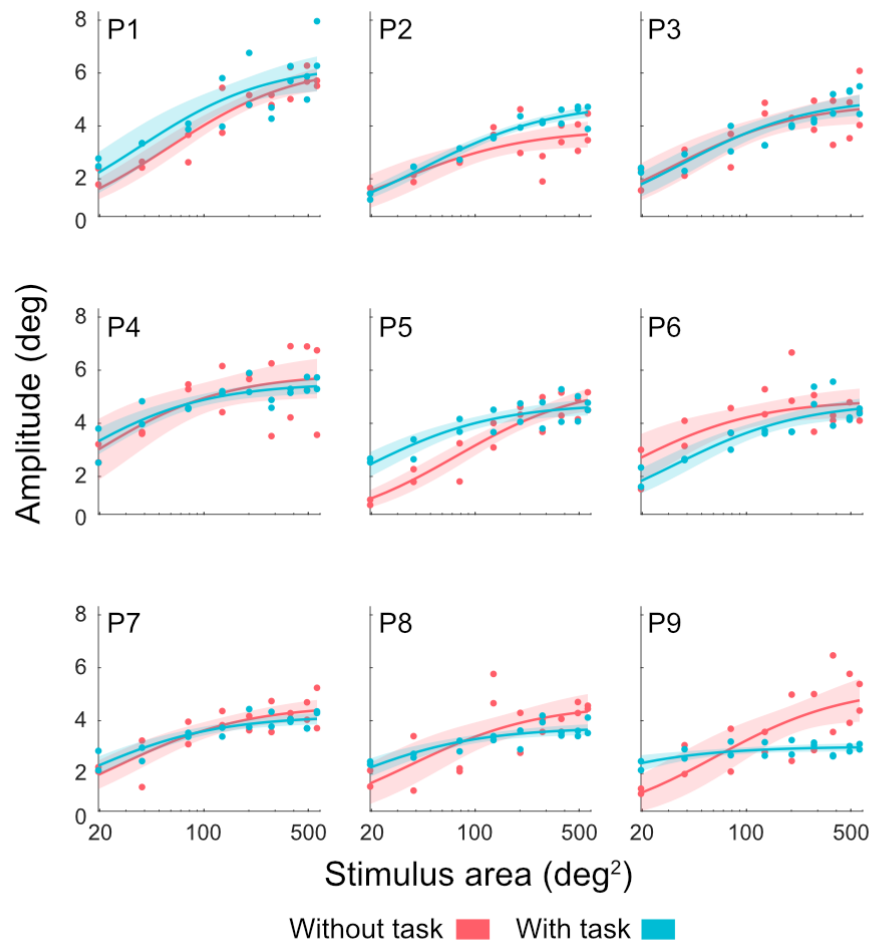 8
6
4
2
0
P1
P2
P3
8
6
4
2
0
P4
P5
P6
8
6
4
2
0
P7
P8
P9
20 100 500
20 100 500
20 100 500
Amplitude (deg)
Stimulus area (deg²)
Without task With task